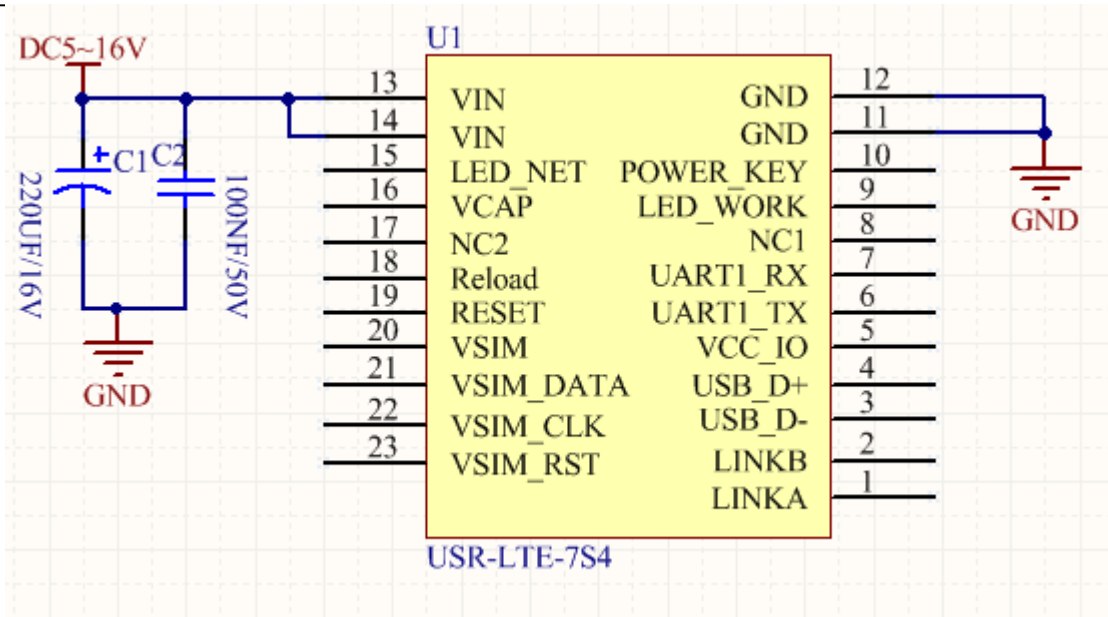 DC5~16V
U1
13 VIN GND 12
14 VIN GND 11
15 LED_NET POWER_KEY 10
16 VCAP LED_WORK 9
17 NC2 NC1 8
18 Reload UART1_RX 7
19 RESET UART1_TX 6
20 VSIM VCC_IO 5
21 VSIM_DATA USB_D+ 4
22 VSIM_CLK USB_D- 3
23 VSIM_RST LINKB 2
LINKA 1
+C1
C2
220UF/16V
100NF/50V
GND
GND
USR-LTE-7S4